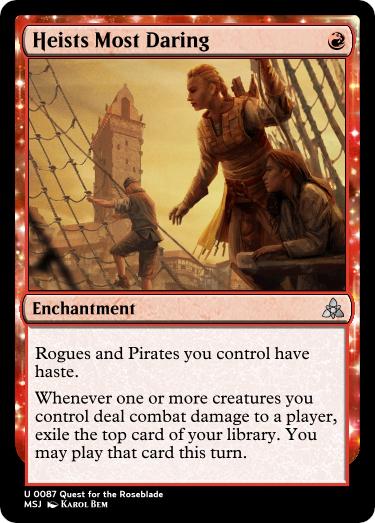 Heists Most Daring
Enchantment
Rogues and Pirates you control have
haste.
Whenever one or more creatures you
control deal combat damage to a player,
exile the top card of your library. You
may play that card this turn.
U 0087 Quest for the Roseblade
MSJ Karol Bem